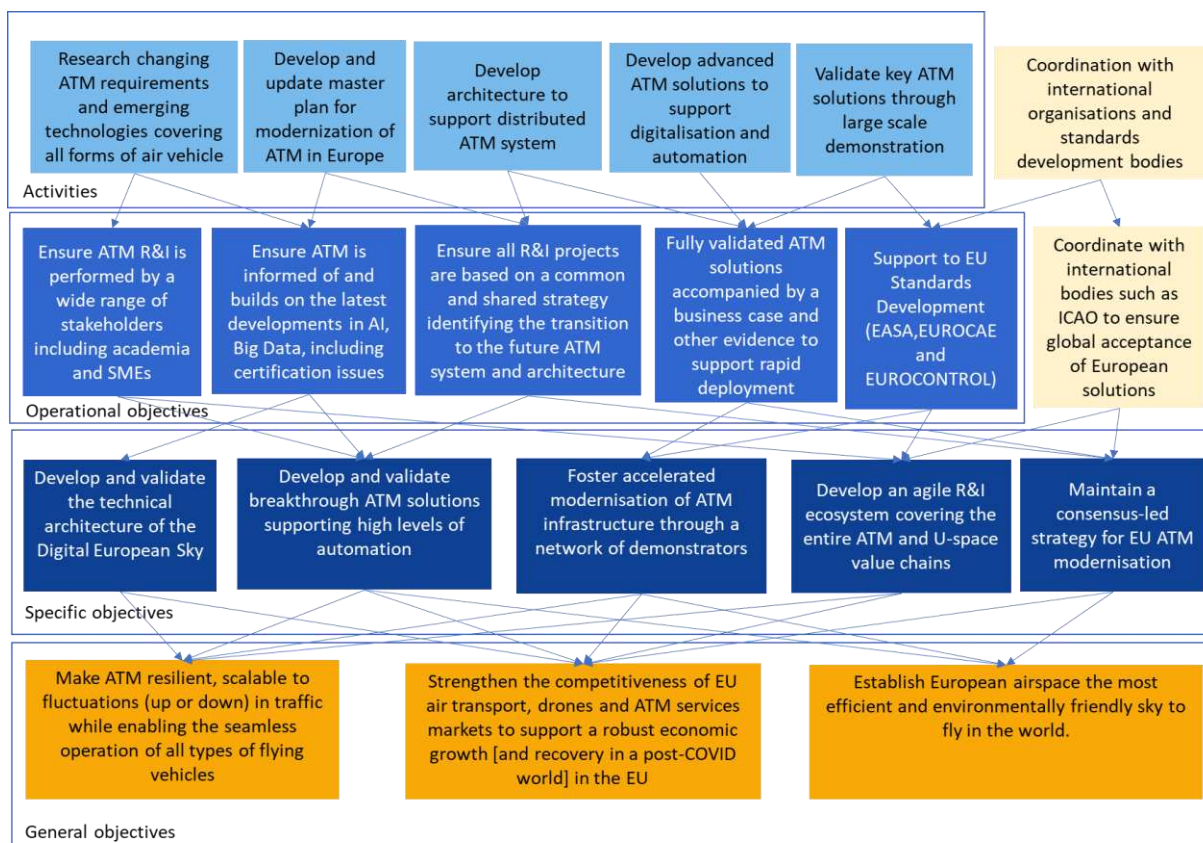 Research changing
ATM requirements
and emerging
technologies covering
all forms of air vehicle
Develop and
update master
plan for
modernization of
ATM in Europe
Develop
architecture to
support distributed
ATM system
Develop advanced
ATM solutions to
support
digitalisation and
automation
Validate key ATM
solutions through
large scale
demonstration
Coordination with
international
organisations and
standards
development bodies
Activities
Ensure ATM R&I is
performed by a
wide range of
stakeholders
including academia
and SMEs
Ensure ATM is
informed of and
builds on the latest
developments in AI,
Big Data, including
certification issues
Ensure all R&I projects
are based on a common
and shared strategy
identifying the transition
to the future ATM
system and architecture
Fully validated ATM
solutions
accompanied by a
business case and
other evidence to
support rapid
deployment
Support to EU
Standards
Development
(EASA,EUROCAE
and
EUROCONTROL)
Coordinate with
international
bodies such as
ICAO to ensure
global acceptance
of European
solutions
Operational objectives
Develop and validate
the technical
architecture of the
Digital European Sky
Develop and validate
breakthrough ATM solutions
supporting high levels of
automation
Foster accelerated
modernisation of ATM
infrastructure through a
network of demonstrators
Develop an agile R&I
ecosystem covering the
entire ATM and U-space
value chains
Maintain a
consensus-led
strategy for EU ATM
modernisation
Specific objectives
Make ATM resilient, scalable to
fluctuations (up or down) in traffic
while enabling the seamless
operation of all types of flying
vehicles
Strengthen the competitiveness of EU
air transport, drones and ATM services
markets to support a robust economic
growth [and recovery in a post-COVID
world] in the EU
Establish European airspace the most
efficient and environmentally friendly sky to
fly in the world.
General objectives